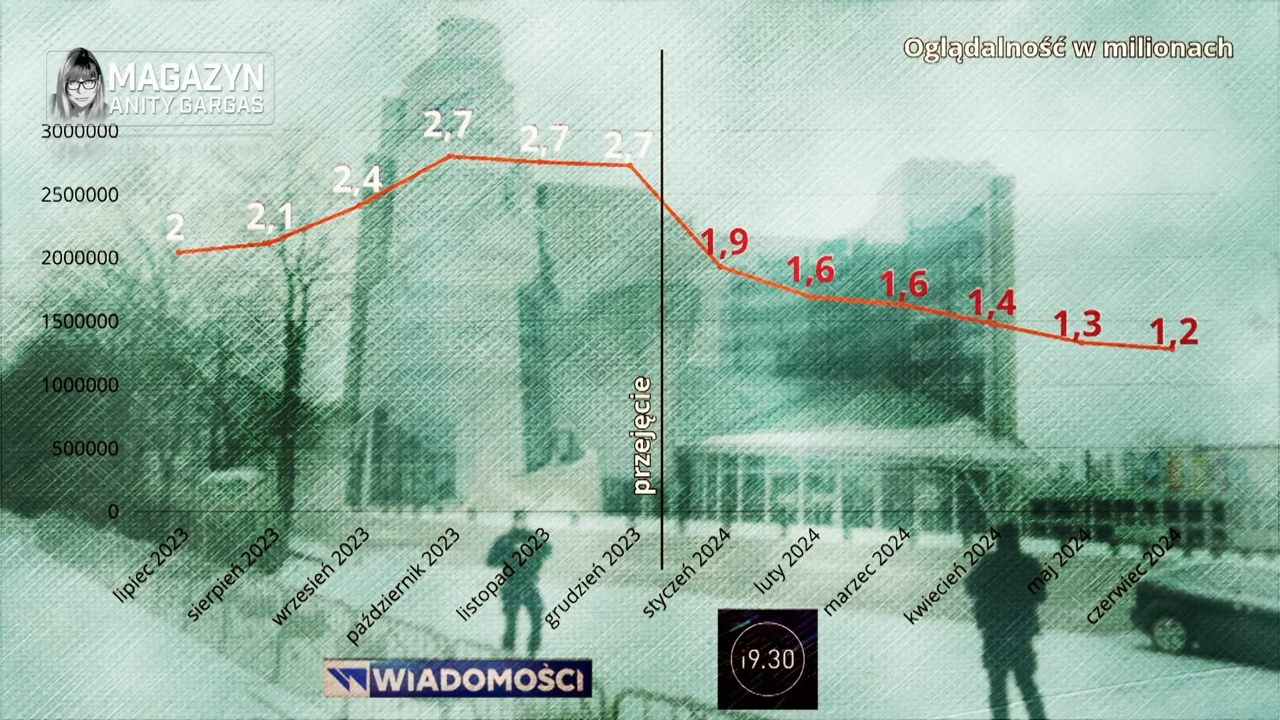 MAGAZYN
ANITY GARGAS
Oglądalność w milionach
3000000
2500000
2000000
1500000
1000000
500000
0
2
2,1
2,4
2,7
2,7
2,7
1,9
1,6
1,6
1,4
1,3
1,2
przejęcie
lipiec 2023
sierpień 2023
wrzesień 2023
październik 2023
listopad 2023
grudzień 2023
styczeń 2024
luty 2024
marzec 2024
kwiecień 2024
maj 2024
czerwiec 2024
WIADOMOŚCI
i9.30